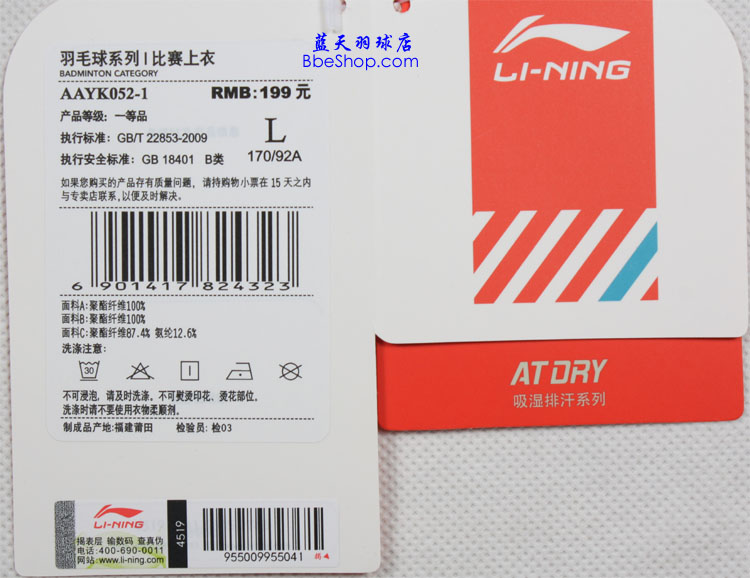 蓝天羽球店
BbeShop.com
羽毛球系列 | 比赛上衣
BADMINTON CATEGORY
AAYK052-1 RMB: 199 元
产品等级: 一等品
执行标准: GB/T 22853-2009
L
执行安全标准: GB 18401 B类
170/92A
如果您购买的产品存有质量问题, 请持购物小票在 15 天之内
与专卖店联系,以便及时解决。
6 901417 824323
面料A:聚酯纤维100%
面料B:聚酯纤维100%
面料C:聚酯纤维87.4% 氨纶12.6%
洗涤注意:
30
不可浸泡, 请及时洗涤。不可熨烫印花、烫花部位。
洗涤时请不要使用衣物柔顺剂。
制成品产地: 福建莆田 检验员: 检03
LI-NING
揭表层 输数码 查真伪
电话:400-690-0011
网站:www.li-ning.com
4519
955009955041
LI-NING
AT DRY
吸湿排汗系列